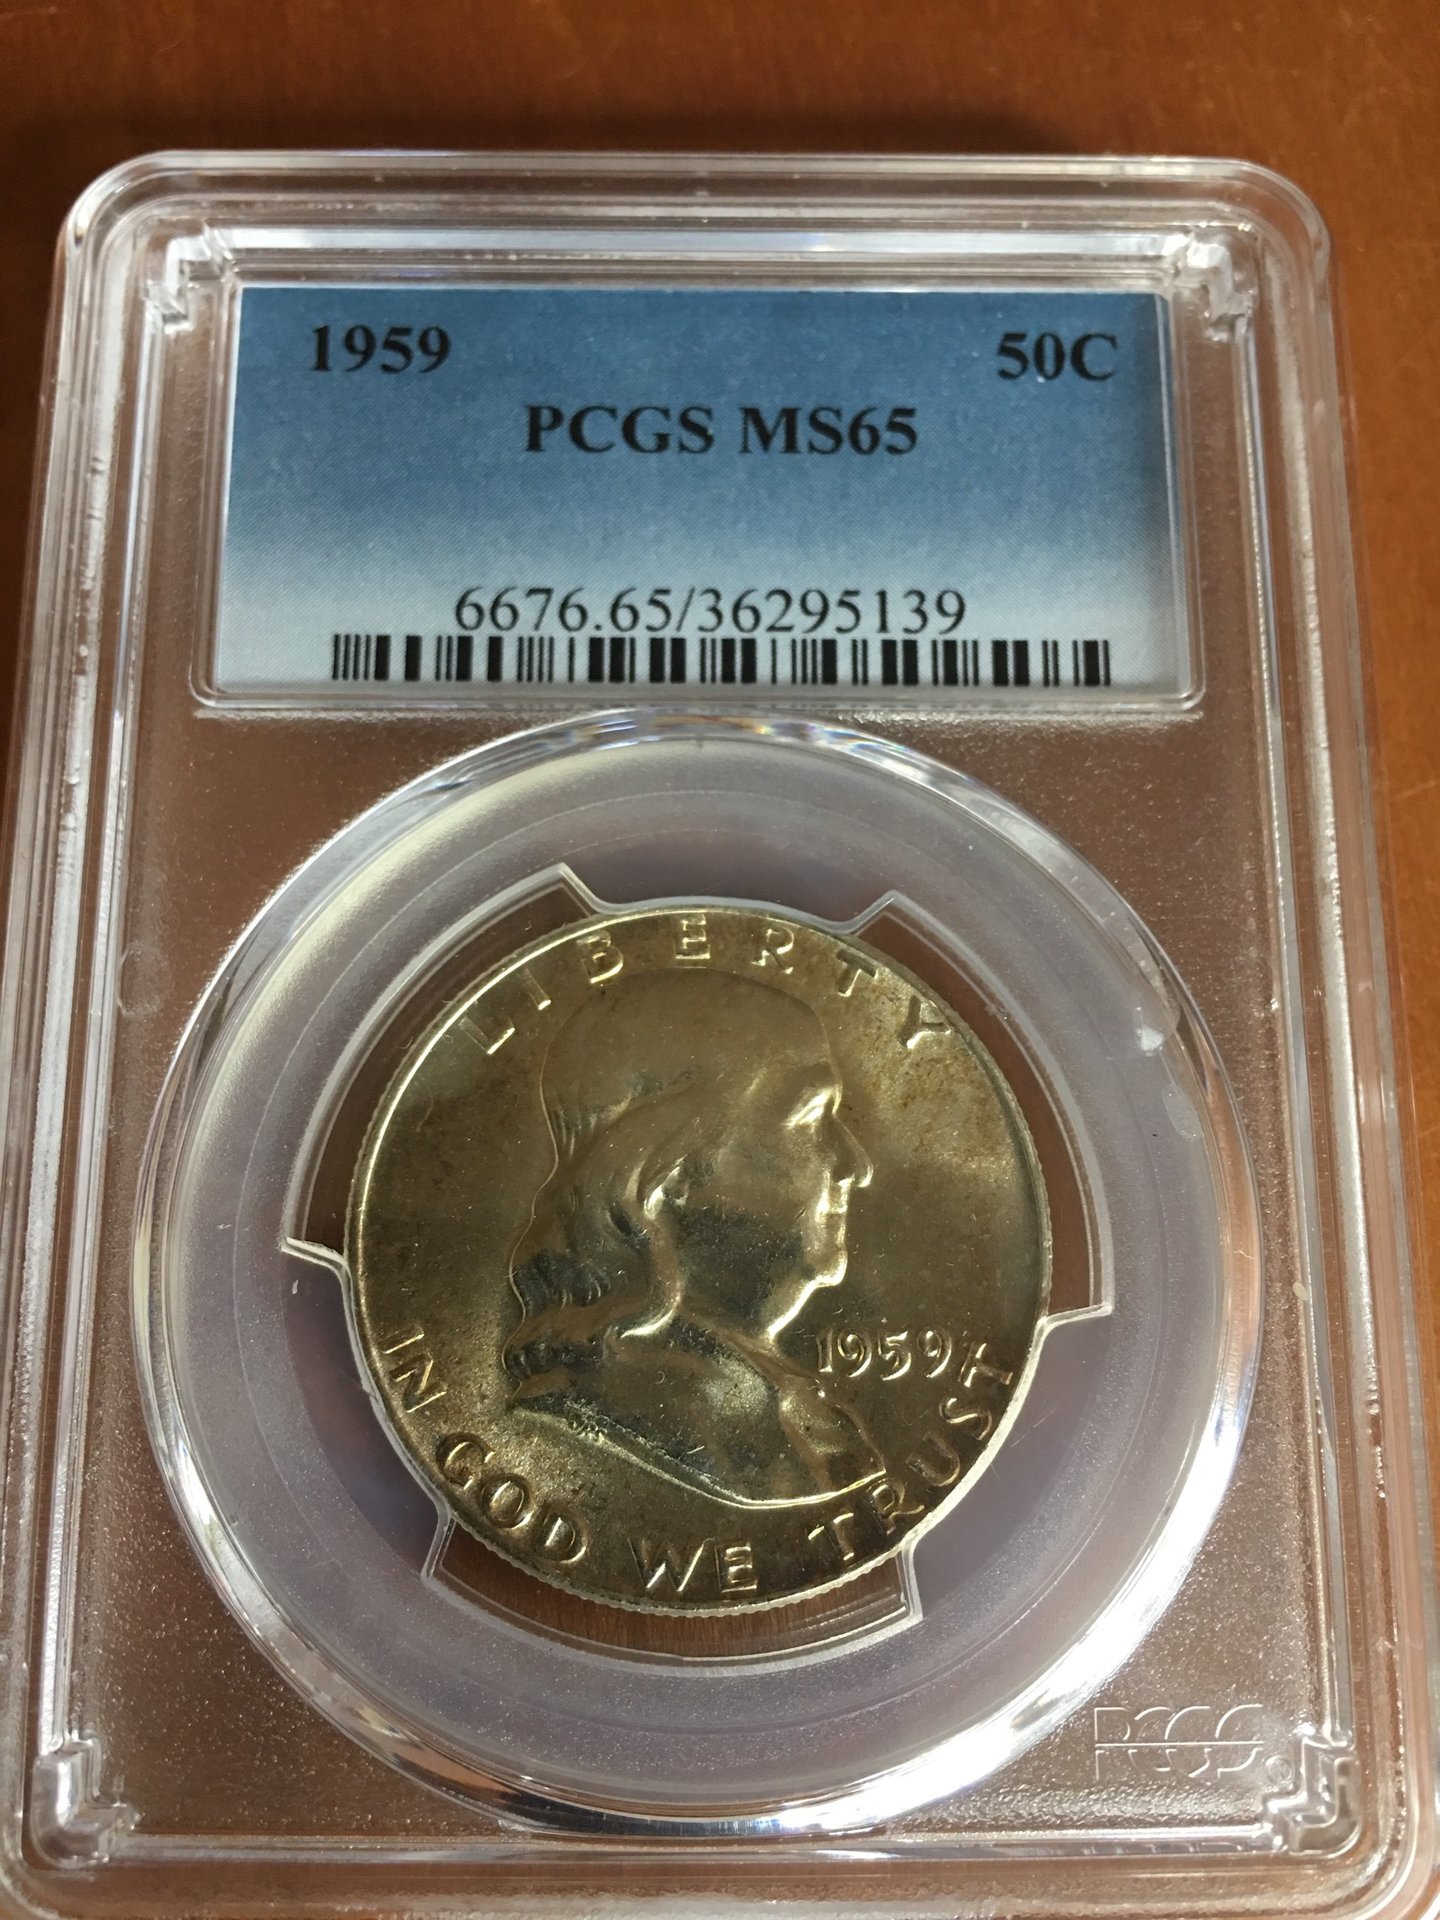 1959 50C
PCGS MS65
6676.65/36295139
LIBERTY
1959
IN GOD WE TRUST
PCGS